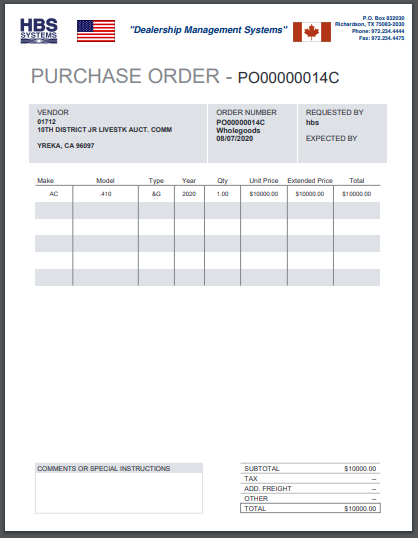 HBS
SYSTEMS
"Dealership Management Systems"
P.O. Box 832030
Richardson, TX 75083-2030
Phone: 972.234.4444
Fax: 972.234.4475
PURCHASE ORDER - PO00000014C
VENDOR
01712
10TH DISTRICT JR LIVESTK AUCT. COMM
YREKA, CA 96097
ORDER NUMBER
PO00000014C
Wholegoods
08/07/2020
REQUESTED BY
hbs
EXPECTED BY
Make Model Type Year Qty Unit Price Extended Price Total
AC .410 &G 2020 1.00 $10000.00 $10000.00 $10000.00
COMMENTS OR SPECIAL INSTRUCTIONS
SUBTOTAL $10000.00
TAX --
ADD. FREIGHT --
OTHER --
TOTAL $10000.00